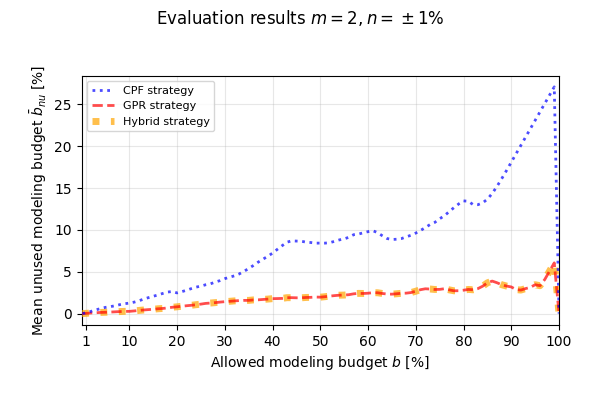 Evaluation results m = 2, n = ±1%
Mean unused modeling budget b̄nu [%]
25
20
15
10
5
0
CPF strategy
GPR strategy
Hybrid strategy
1 10 20 30 40 50 60 70 80 90 100
Allowed modeling budget b [%]